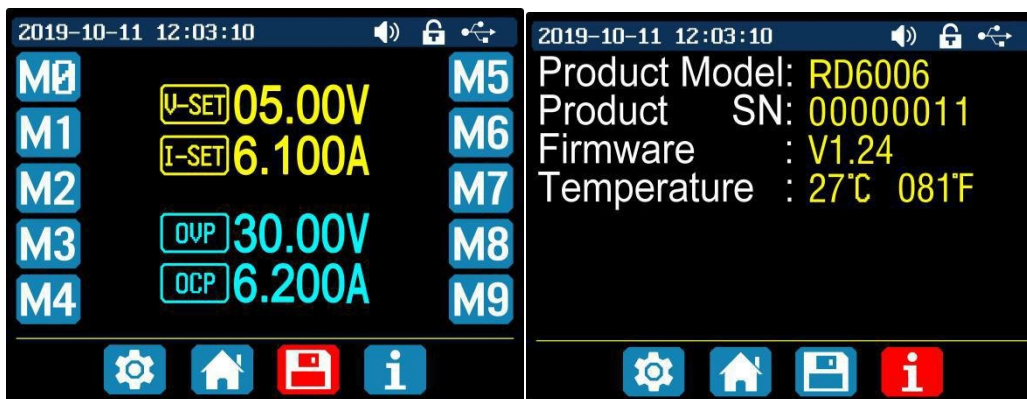 2019-10-11 12:03:10
M0 M5
V-SET 05.00V
M1 M6
I-SET 6.100A
M2 M7
OVP 30.00V
M3 M8
OCP 6.200A
M4 M9
i
2019-10-11 12:03:10
Product Model: RD6006
Product SN: 00000011
Firmware : V1.24
Temperature : 27℃ 081℉
i